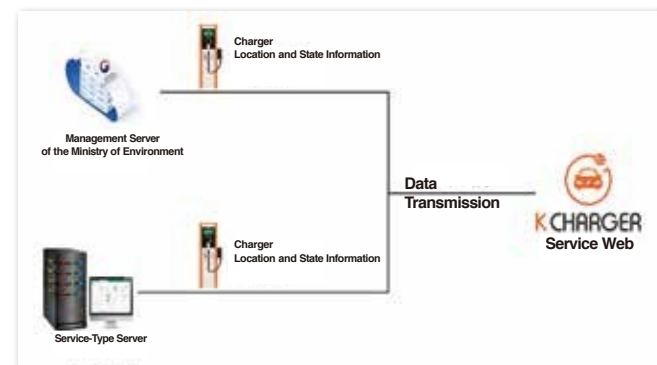 Charger
Location and State Information
Management Server
of the Ministry of Environment
Data
Transmission
K CHARGER
Service Web
Charger
Location and State Information
Service-Type Server